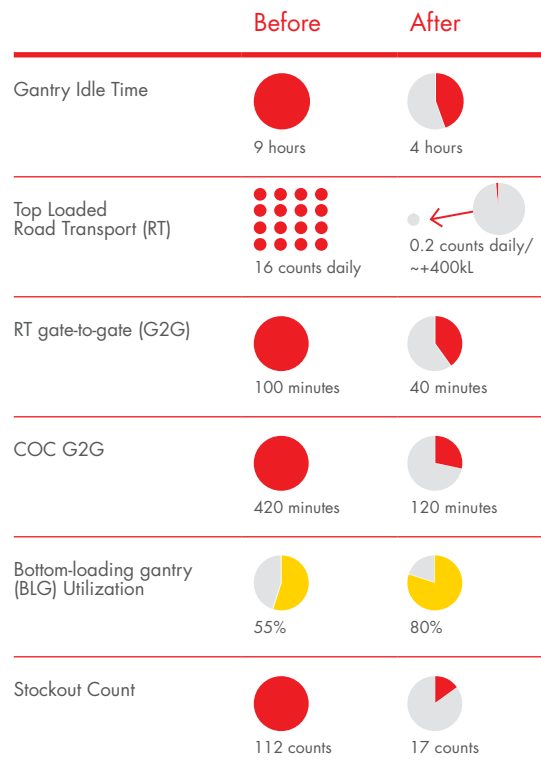 Before After
Gantry Idle Time
9 hours 4 hours
Top Loaded
Road Transport (RT)
16 counts daily
0.2 counts daily/
~+400kL
RT gate-to-gate (G2G)
100 minutes 40 minutes
COC G2G
420 minutes 120 minutes
Bottom-loading gantry
(BLG) Utilization
55% 80%
Stockout Count
112 counts 17 counts